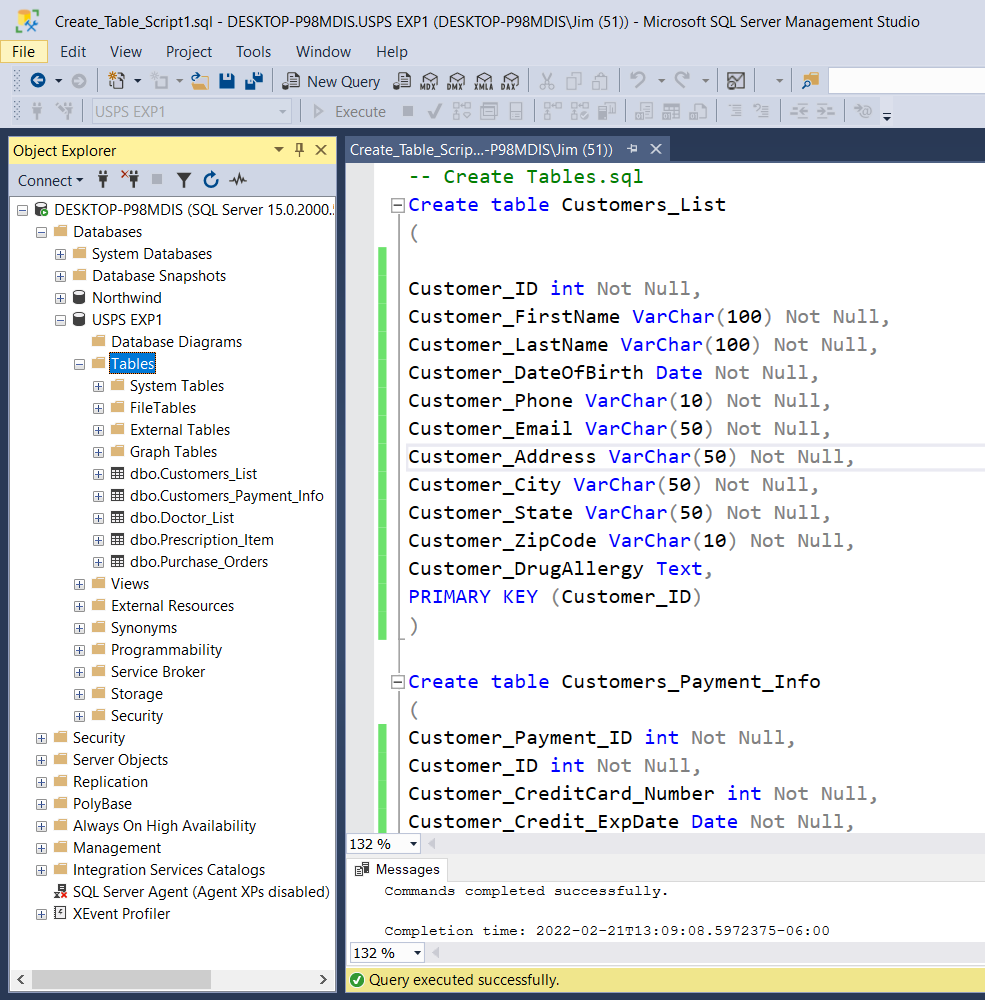 Create_Table_Script1.sql - DESKTOP-P98MDIS.USPS EXP1 (DESKTOP-P98MDIS\Jim (51)) - Microsoft SQL Server Management Studio
File Edit View Project Tools Window Help
New Query MDX DMX XMLA DAX
USPS EXP1 Execute
Object Explorer
Connect
DESKTOP-P98MDIS (SQL Server 15.0.2000.5
Databases
System Databases
Database Snapshots
Northwind
USPS EXP1
Database Diagrams
Tables
System Tables
FileTables
External Tables
Graph Tables
dbo.Customers_List
dbo.Customers_Payment_Info
dbo.Doctor_List
dbo.Prescription_Item
dbo.Purchase_Orders
Views
External Resources
Synonyms
Programmability
Service Broker
Storage
Security
Security
Server Objects
Replication
PolyBase
Always On High Availability
Management
Integration Services Catalogs
SQL Server Agent (Agent XPs disabled)
XEvent Profiler
Create_Table_Scrip...-P98MDIS\Jim (51))
-- Create Tables.sql
Create table Customers_List
(
Customer_ID int Not Null,
Customer_FirstName VarChar(100) Not Null,
Customer_LastName VarChar(100) Not Null,
Customer_DateOfBirth Date Not Null,
Customer_Phone VarChar(10) Not Null,
Customer_Email VarChar(50) Not Null,
Customer_Address VarChar(50) Not Null,
Customer_City VarChar(50) Not Null,
Customer_State VarChar(50) Not Null,
Customer_ZipCode VarChar(10) Not Null,
Customer_DrugAllergy Text,
PRIMARY KEY (Customer_ID)
)
Create table Customers_Payment_Info
(
Customer_Payment_ID int Not Null,
Customer_ID int Not Null,
Customer_CreditCard_Number int Not Null,
Customer_Credit_ExpDate Date Not Null,
132 %
Messages
Commands completed successfully.
Completion time: 2022-02-21T13:09:08.5972375-06:00
132 %
Query executed successfully.